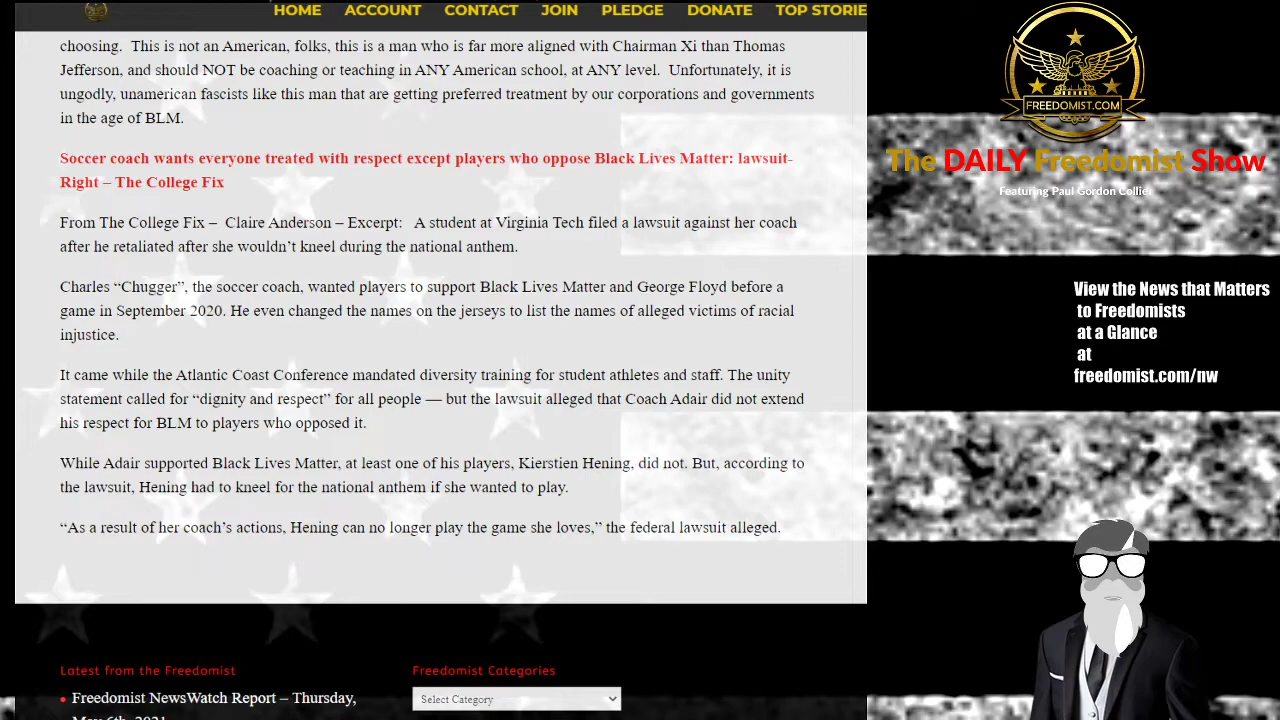 HOME ACCOUNT CONTACT JOIN PLEDGE DONATE TOP STORIE
choosing. This is not an American, folks, this is a man who is far more aligned with Chairman Xi than Thomas
Jefferson, and should NOT be coaching or teaching in ANY American school, at ANY level. Unfortunately, it is
ungodly, unamerican fascists like this man that are getting preferred treatment by our corporations and governments
in the age of BLM.
Soccer coach wants everyone treated with respect except players who oppose Black Lives Matter: lawsuit-
Right – The College Fix
From The College Fix – Claire Anderson – Excerpt: A student at Virginia Tech filed a lawsuit against her coach
after he retaliated after she wouldn’t kneel during the national anthem.
Charles “Chugger”, the soccer coach, wanted players to support Black Lives Matter and George Floyd before a
game in September 2020. He even changed the names on the jerseys to list the names of alleged victims of racial
injustice.
It came while the Atlantic Coast Conference mandated diversity training for student athletes and staff. The unity
statement called for “dignity and respect” for all people — but the lawsuit alleged that Coach Adair did not extend
his respect for BLM to players who opposed it.
While Adair supported Black Lives Matter, at least one of his players, Kierstien Hening, did not. But, according to
the lawsuit, Hening had to kneel for the national anthem if she wanted to play.
“As a result of her coach’s actions, Hening can no longer play the game she loves,” the federal lawsuit alleged.
Latest from the Freedomist
Freedomist NewsWatch Report – Thursday,
May 6th, 2021
Freedomist Categories
Select Category
FREEDOMIST.COM
The DAILY Freedomist Show
Featuring Paul Gordon Collier
View the News that Matters
to Freedomists
at a Glance
at
freedomist.com/nw